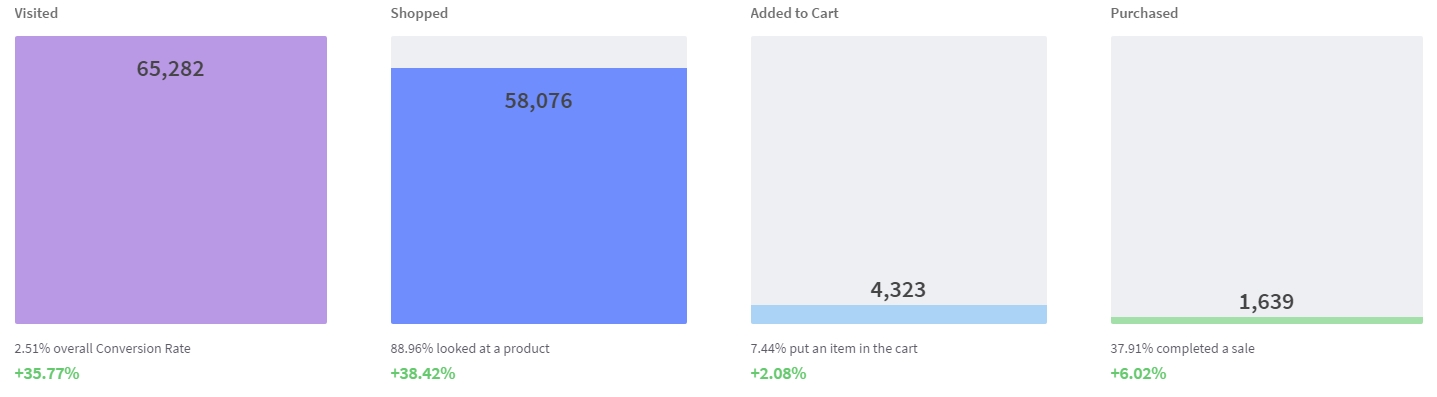 Visited
65,282
2.51% overall Conversion Rate
+35.77%
Shopped
58,076
88.96% looked at a product
+38.42%
Added to Cart
4,323
7.44% put an item in the cart
+2.08%
Purchased
1,639
37.91% completed a sale
+6.02%